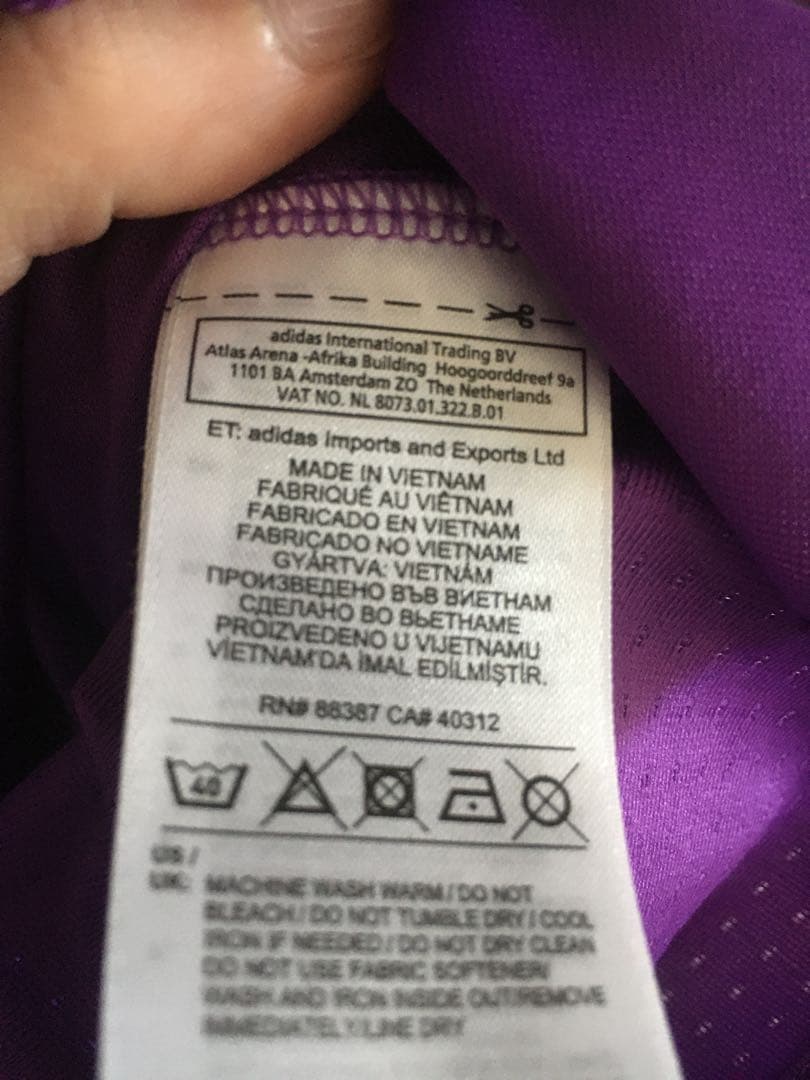 adidas International Trading BV
Atlas Arena -Afrika Building Hoogoorddreef 9a
1101 BA Amsterdam ZO The Netherlands
VAT NO. NL 8073.01.322.B.01
ET: adidas Imports and Exports Ltd
MADE IN VIETNAM
FABRIQUÉ AU VIÊTNAM
FABRICADO EN VIETNAM
FABRICADO NO VIETNAME
GYÁRTVA: VIETNÁM
ПРОИЗВЕДЕНО ВЪВ ВИЕТНАМ
СДЕЛАНО ВО ВЬЕТНАМЕ
PROIZVEDENO U VIJETNAMU
VİETNAM'DA İMAL EDİLMİŞTİR.
RN# 88387 CA# 40312
40
US /
UK: MACHINE WASH WARM / DO NOT
BLEACH / DO NOT TUMBLE DRY / COOL
IRON IF NEEDED / DO NOT DRY CLEAN
DO NOT USE FABRIC SOFTENER/
WASH AND IRON INSIDE OUT/REMOVE
IMMEDIATELY/LINE DRY